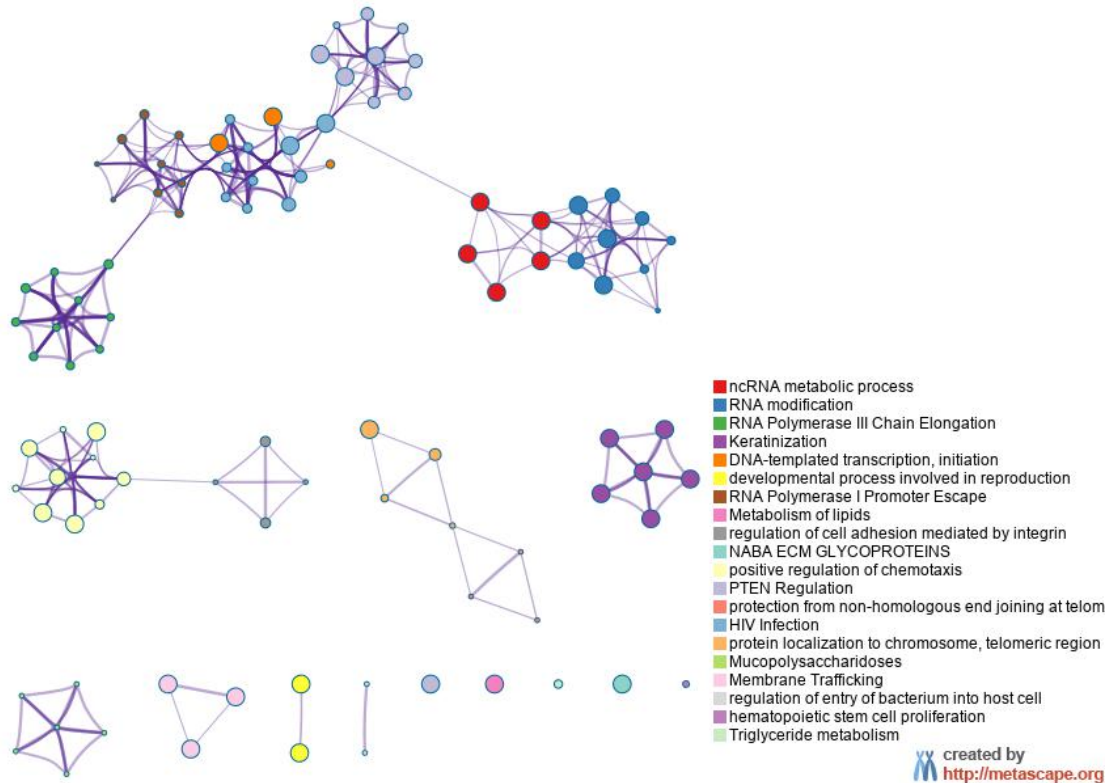 ncRNA metabolic process
RNA modification
RNA Polymerase III Chain Elongation
Keratinization
DNA-templated transcription, initiation
developmental process involved in reproduction
RNA Polymerase I Promoter Escape
Metabolism of lipids
regulation of cell adhesion mediated by integrin
NABA ECM GLYCOPROTEINS
positive regulation of chemotaxis
PTEN Regulation
protection from non-homologous end joining at telom
HIV Infection
protein localization to chromosome, telomeric region
Mucopolysaccharidoses
Membrane Trafficking
regulation of entry of bacterium into host cell
hematopoietic stem cell proliferation
Triglyceride metabolism
created by
http://metascape.org